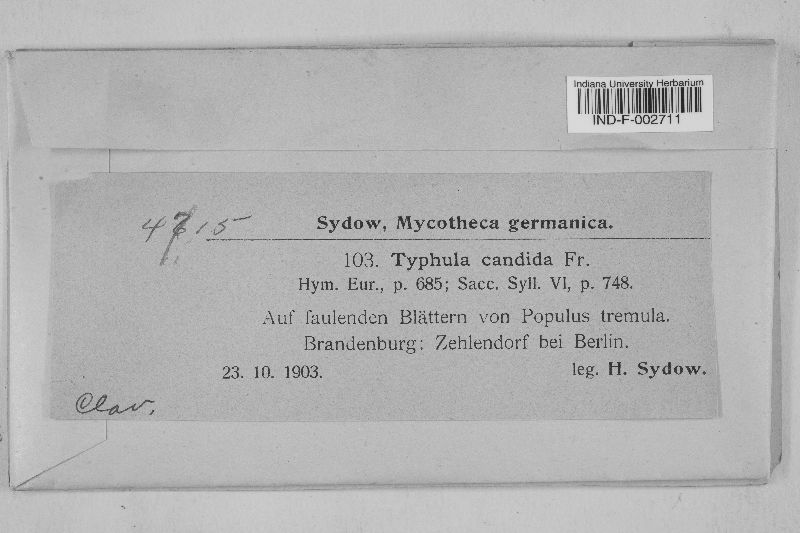 Indiana University Herbarium
IND-F-002711
Sydow, Mycotheca germanica.
103. Typhula candida Fr.
Hym. Eur., p. 685; Sacc. Syll. VI, p. 748.
Auf faulenden Blättern von Populus tremula.
Brandenburg: Zehlendorf bei Berlin.
23. 10. 1903. leg. H. Sydow.
Clav.